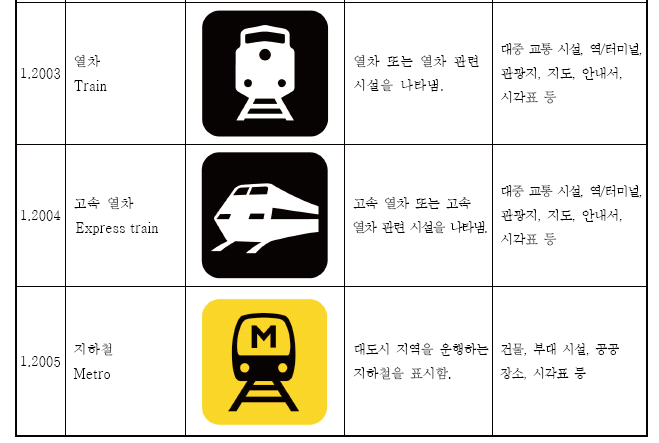 1.2003
열차
Train
열차 또는 열차 관련
시설을 나타냄.
대중 교통 시설, 역/터미널,
관광지, 지도, 안내서,
시각표 등
1.2004
고속 열차
Express train
고속 열차 또는 고속
열차 관련 시설을 나타냄.
대중 교통 시설, 역/터미널,
관광지, 지도, 안내서,
시각표 등
1.2005
지하철
Metro
M
대도시 지역을 운행하는
지하철을 표시함.
건물, 부대 시설, 공공
장소, 시각표 등